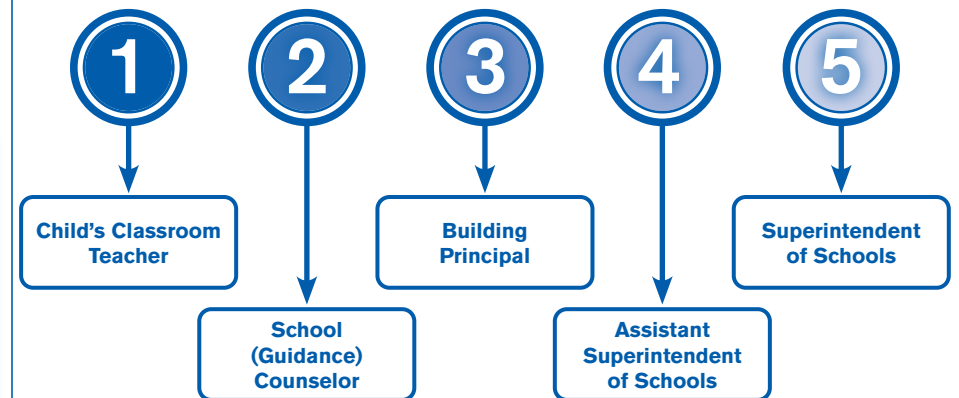 1
2
3
4
5
Child’s Classroom
Teacher
School
(Guidance)
Counselor
Building
Principal
Assistant
Superintendent
of Schools
Superintendent
of Schools